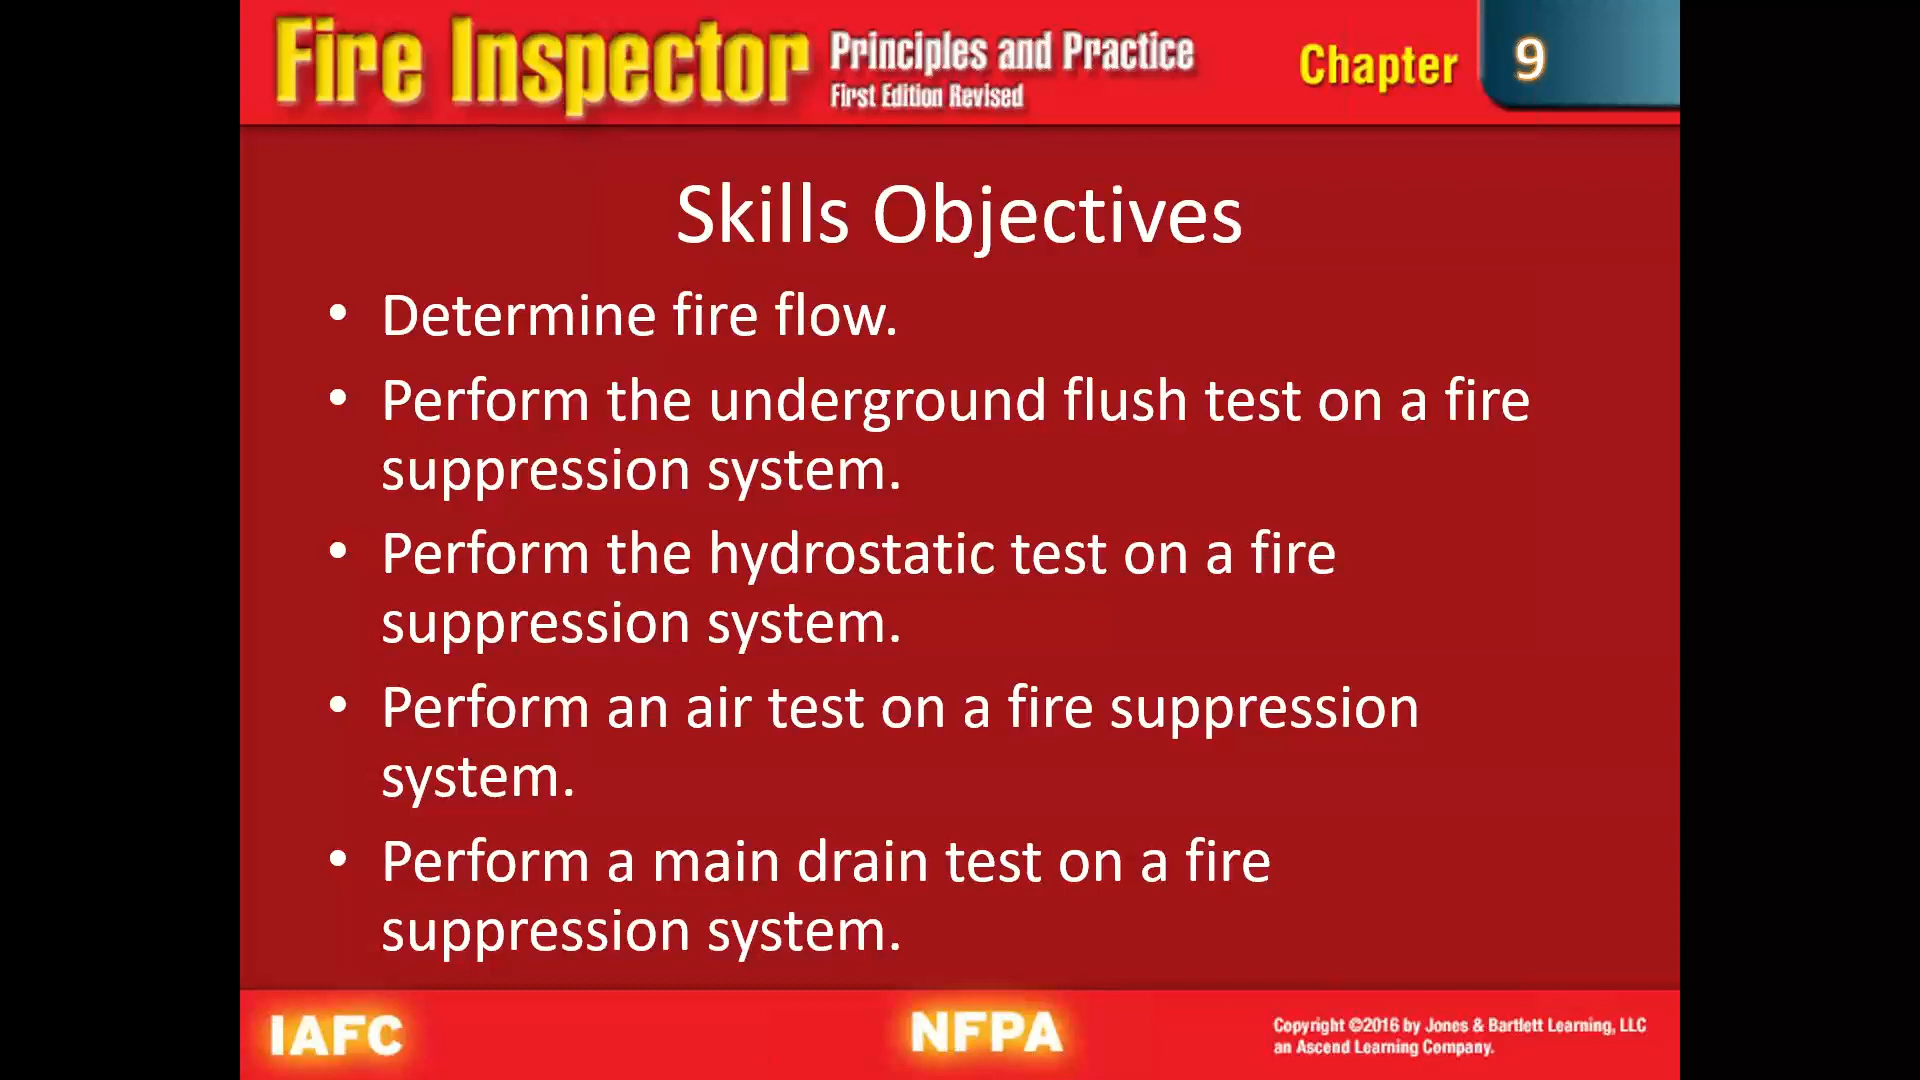 Fire Inspector Principles and Practice
First Edition Revised
Chapter 9
Skills Objectives
• Determine fire flow.
• Perform the underground flush test on a fire
suppression system.
• Perform the hydrostatic test on a fire
suppression system.
• Perform an air test on a fire suppression
system.
• Perform a main drain test on a fire
suppression system.
IAFC
NFPA
Copyright ©2016 by Jones & Bartlett Learning, LLC
an Ascend Learning Company.